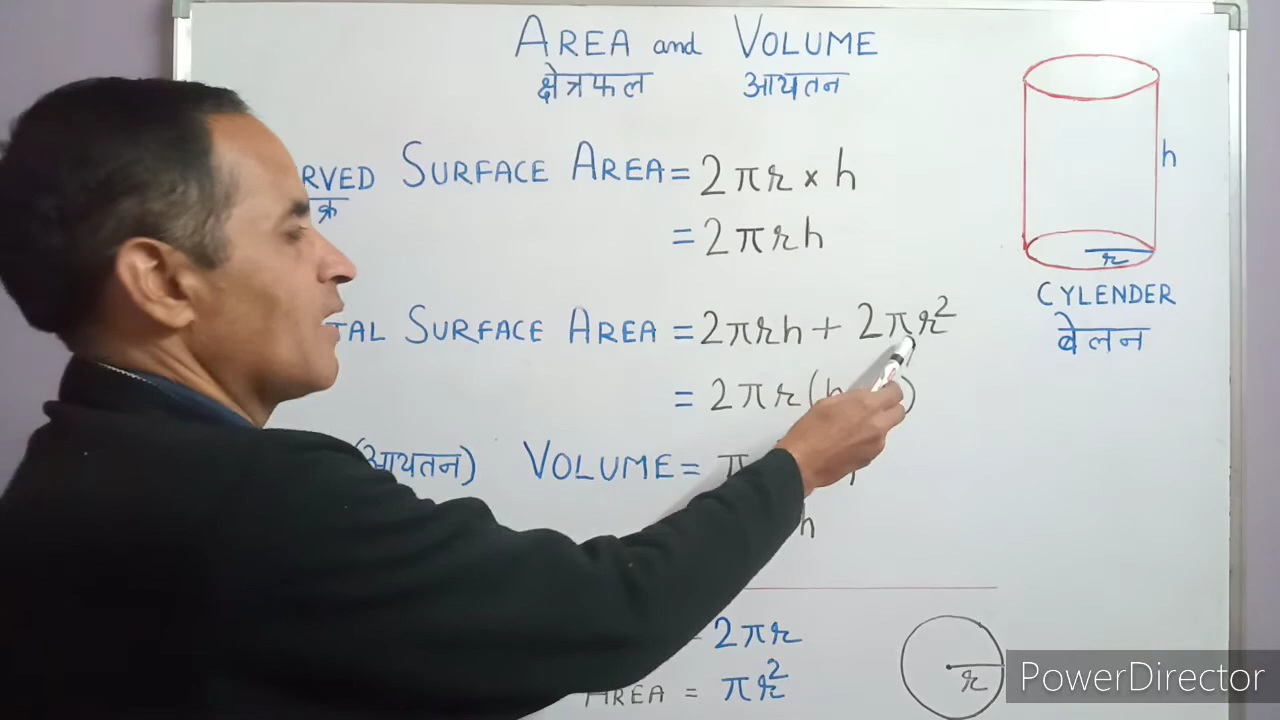 AREA and VOLUME
क्षेत्रफल आयतन
RVED SURFACE AREA = 2πr × h
= 2πrh
TAL SURFACE AREA = 2πrh + 2πr²
= 2πr(h )
(आयतन) VOLUME = π
h
2πr
AREA = πr²
h
r
CYLENDER
बेलन
r
PowerDirector